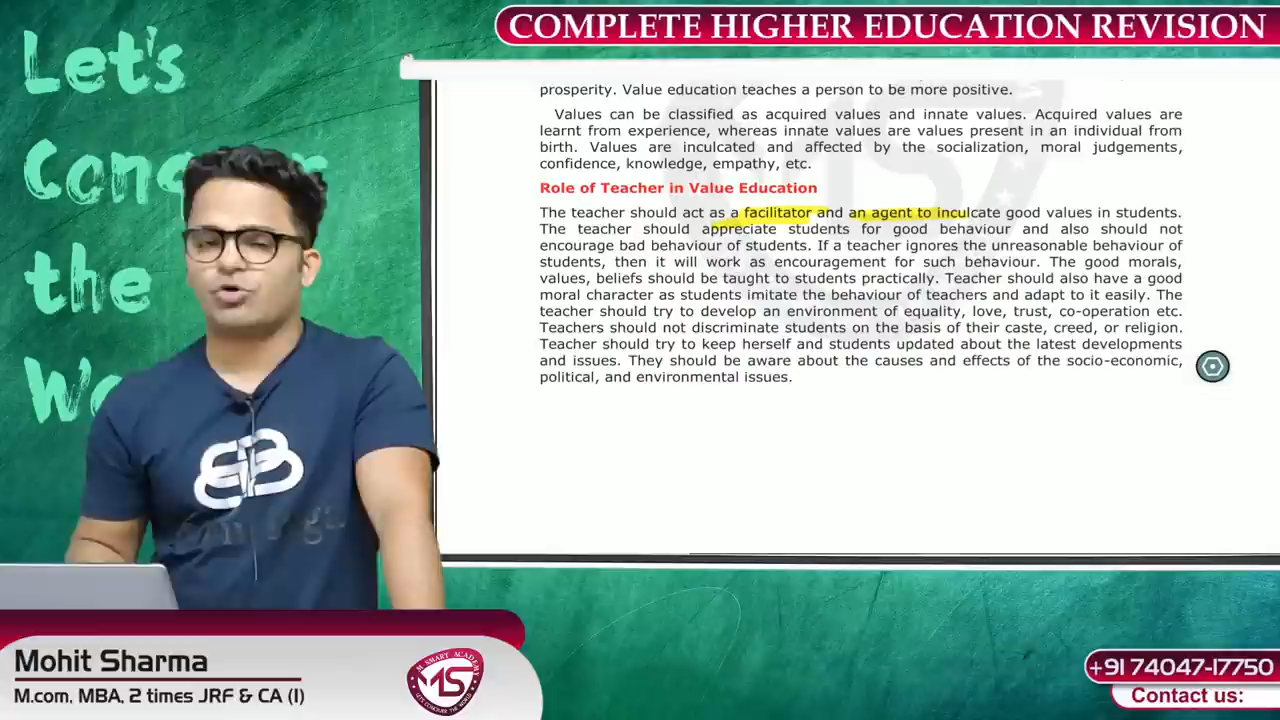 COMPLETE HIGHER EDUCATION REVISION
Let's
Conq er
the
Wo
prosperity. Value education teaches a person to be more positive.
Values can be classified as acquired values and innate values. Acquired values are
learnt from experience, whereas innate values are values present in an individual from
birth. Values are inculcated and affected by the socialization, moral judgements,
confidence, knowledge, empathy, etc.
Role of Teacher in Value Education
The teacher should act as a facilitator and an agent to inculcate good values in students.
The teacher should appreciate students for good behaviour and also should not
encourage bad behaviour of students. If a teacher ignores the unreasonable behaviour of
students, then it will work as encouragement for such behaviour. The good morals,
values, beliefs should be taught to students practically. Teacher should also have a good
moral character as students imitate the behaviour of teachers and adapt to it easily. The
teacher should try to develop an environment of equality, love, trust, co-operation etc.
Teachers should not discriminate students on the basis of their caste, creed, or religion.
Teacher should try to keep herself and students updated about the latest developments
and issues. They should be aware about the causes and effects of the socio-economic,
political, and environmental issues.
Mohit Sharma
M.com, MBA, 2 times JRF & CA (I)
M SMART ACADEMY
MS
LET'S CONQUER THE WORLD
+91 74047-17750
Contact us: